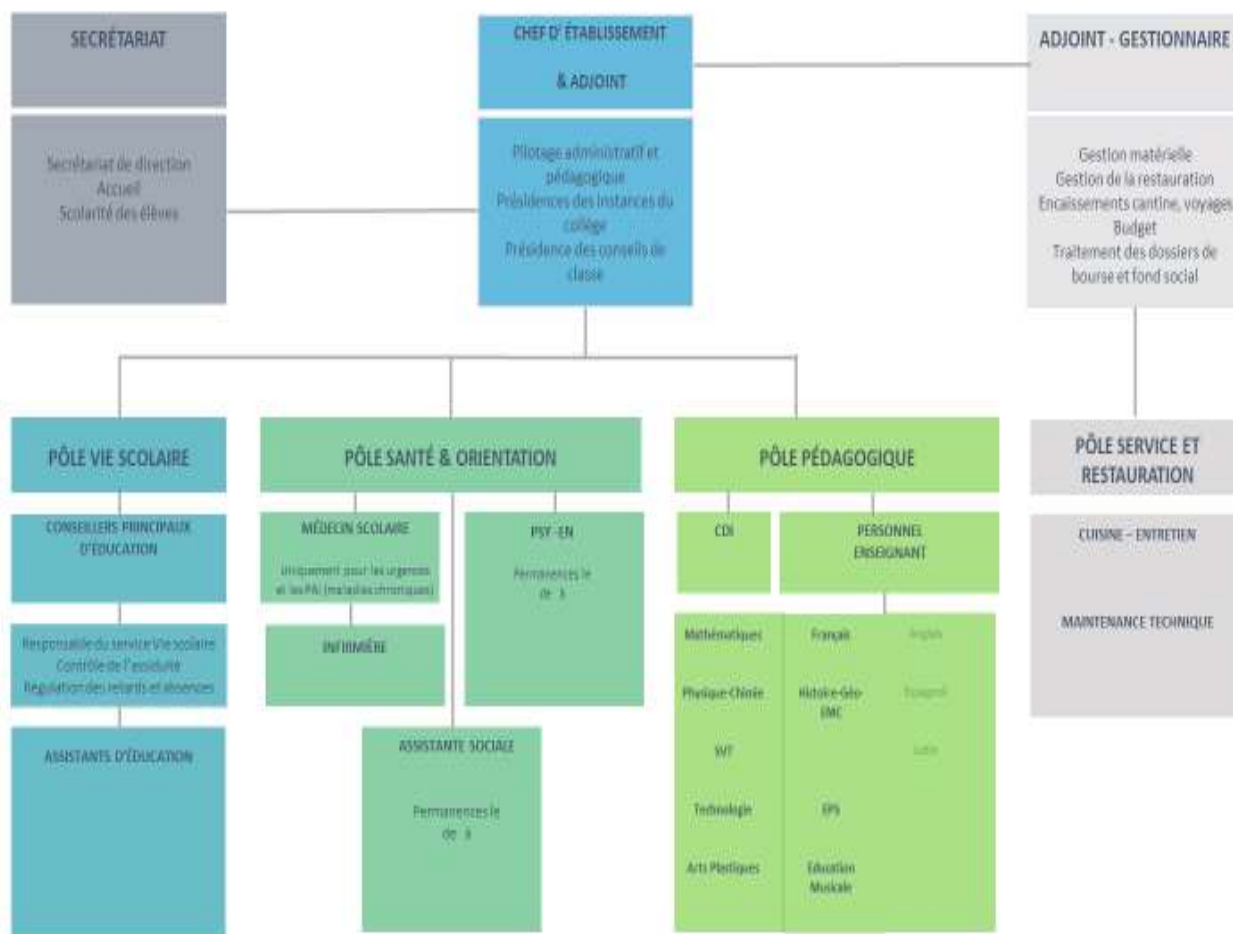 SECRÉTARIAT
Secrétariat de direction
Accueil
Scolarité des élèves
CHEF D' ÉTABLISSEMENT
& ADJOINT
Pilotage administratif et
pédagogique
Présidences des instances du
collège
Présidence des conseils de
classe
ADJOINT - GESTIONNAIRE
Gestion matérielle
Gestion de la restauration
Encaissements cantine, voyages
Budget
Traitement des dossiers de
bourse et fond social
PÔLE VIE SCOLAIRE
CONSEILLERS PRINCIPAUX
D'ÉDUCATION
Responsable du service Vie scolaire
Contrôle de l'assiduité
Régulation des retards et absences
ASSISTANTS D'ÉDUCATION
PÔLE SANTÉ & ORIENTATION
MÉDECIN SCOLAIRE
Uniquement pour les urgences
et les PAI (maladies chroniques)
INFIRMIÈRE
PSY -EN
Permanences le
de à
ASSISTANTE SOCIALE
Permanences le
de à
PÔLE PÉDAGOGIQUE
CDI
PERSONNEL
ENSEIGNANT
Mathématiques
Physique-Chimie
SVT
Technologie
Arts Plastiques
Français
Histoire-Géo-
EMC
EPS
Education
Musicale
Anglais
Espagnol
Latin
PÔLE SERVICE ET
RESTAURATION
CUISINE – ENTRETIEN
MAINTENANCE TECHNIQUE